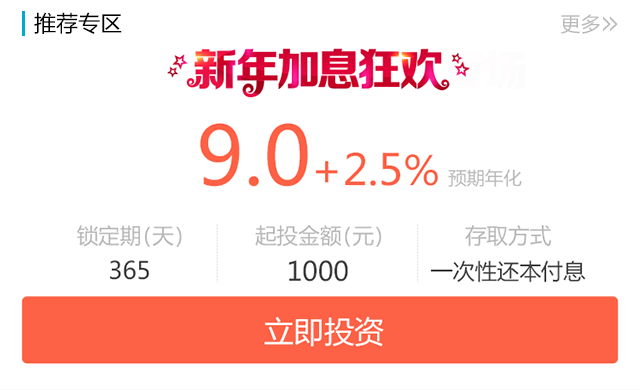 推荐专区
更多>>
新年加息狂欢专场
9.0+2.5% 预期年化
锁定期(天) 起投金额(元) 存取方式
365 1000 一次性还本付息
立即投资